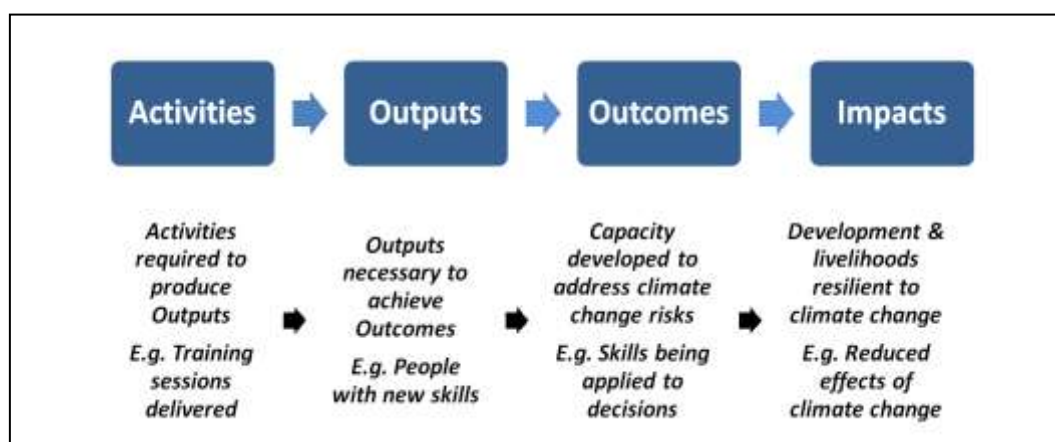 Activities
Outputs
Outcomes
Impacts
Activities
required to
produce
Outputs
E.g. Training
sessions
delivered
Outputs
necessary to
achieve
Outcomes
E.g. People
with new skills
Capacity
developed to
address climate
change risks
E.g. Skills being
applied to
decisions
Development &
livelihoods
resilient to
climate change
E.g. Reduced
effects of
climate change